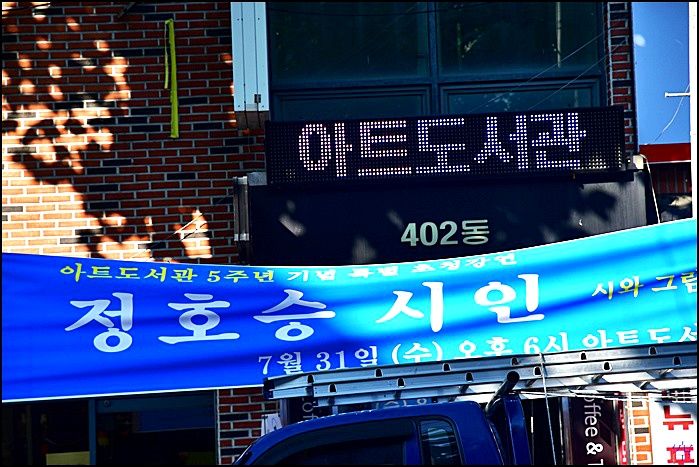 아트도서관
402동
아트도서관 5주년 기념 특별 초청강연
정호승 시인
시와 그림
7월 31일 (수) 오후 6시 아트도서
offee &